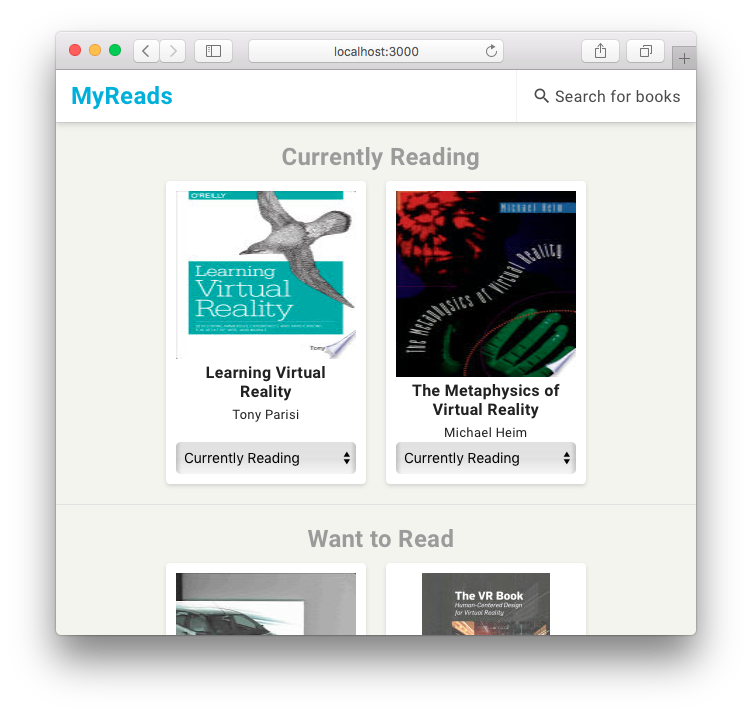 localhost:3000
MyReads
Search for books
Currently Reading
O'REILLY
Learning
Virtual
Reality
Tony
Learning Virtual
Reality
Tony Parisi
Currently Reading
Michael Heim
The Metaphysics of Virtual Reality
The Metaphysics of
Virtual Reality
Michael Heim
Currently Reading
Want to Read
The VR Book
Human-Centered Design
for Virtual Reality